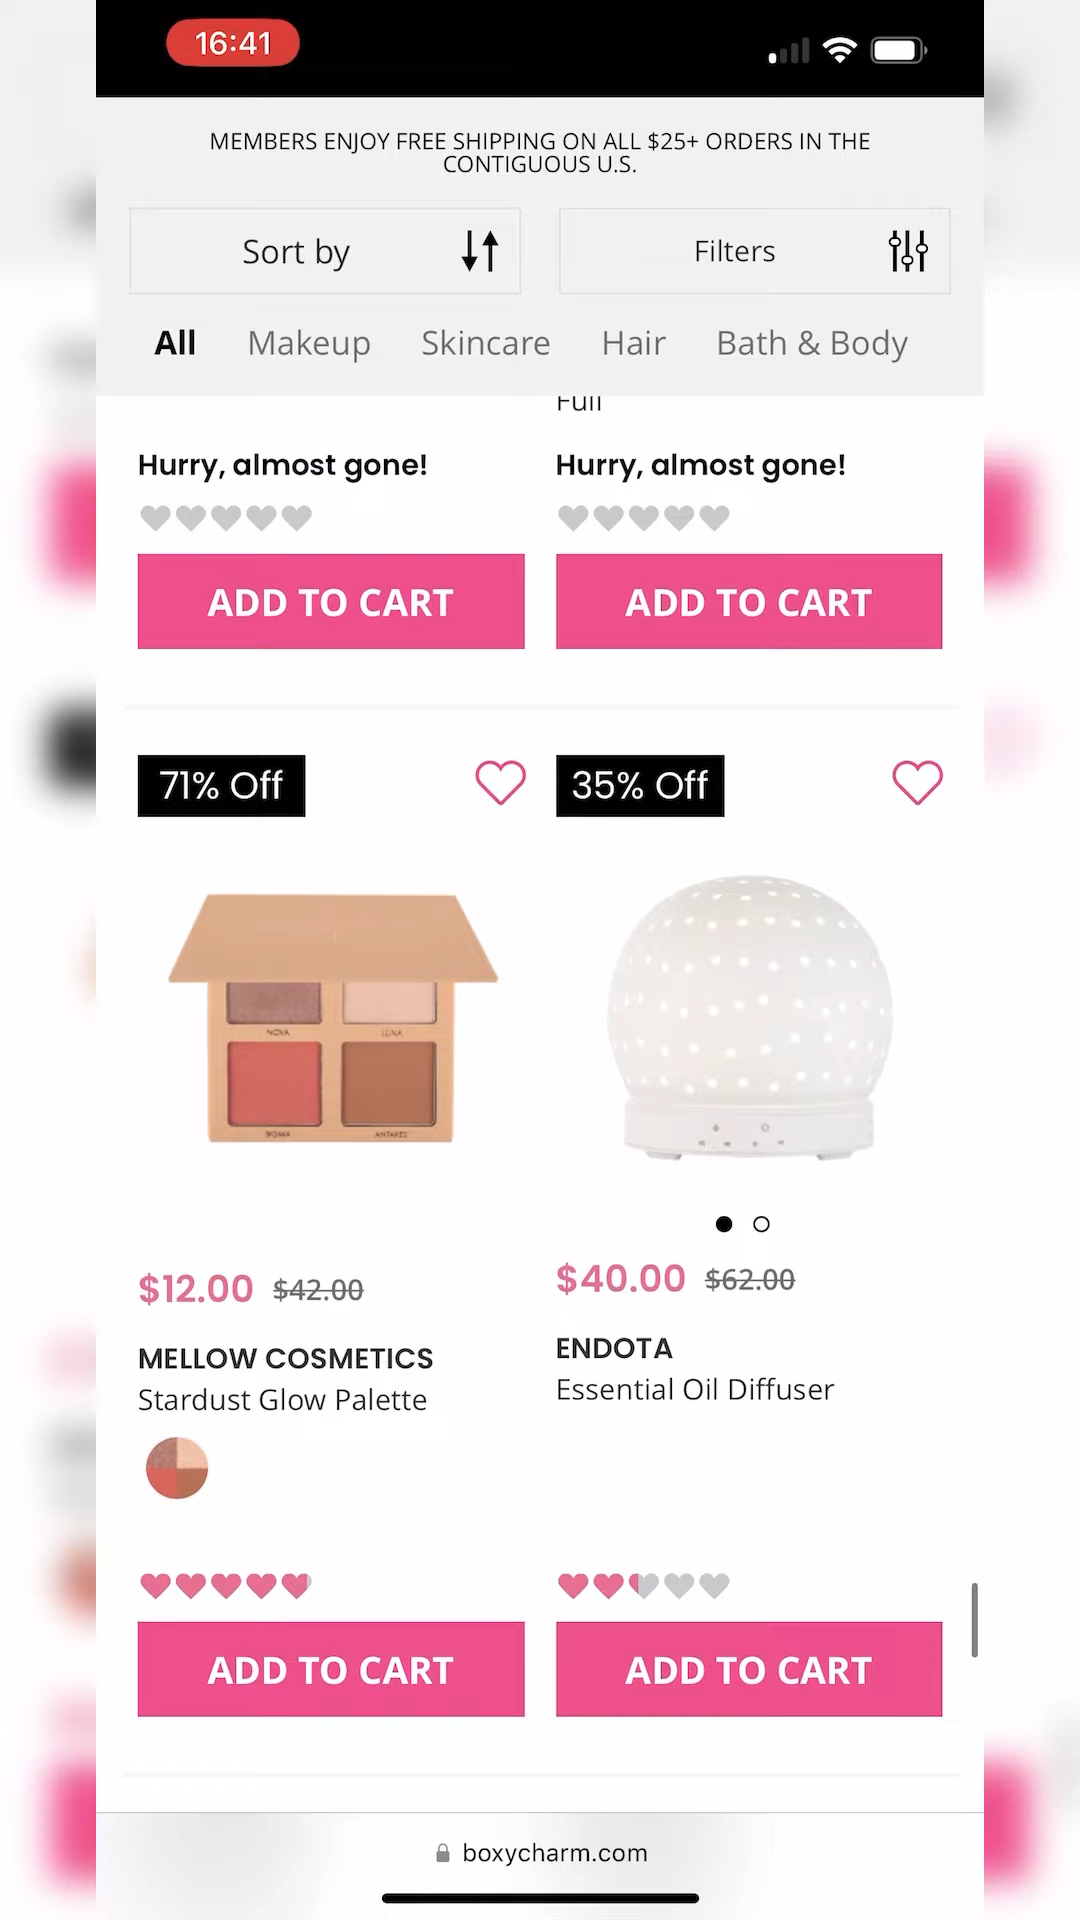 16:41
MEMBERS ENJOY FREE SHIPPING ON ALL $25+ ORDERS IN THE
CONTIGUOUS U.S.
Sort by
Filters
All Makeup Skincare Hair Bath & Body
Full
Hurry, almost gone!
Hurry, almost gone!
ADD TO CART
ADD TO CART
71% Off
35% Off
NOVA LUNA
ANTARES
$12.00 $42.00
MELLOW COSMETICS
Stardust Glow Palette
$40.00 $62.00
ENDOTA
Essential Oil Diffuser
ADD TO CART
ADD TO CART
boxycharm.com